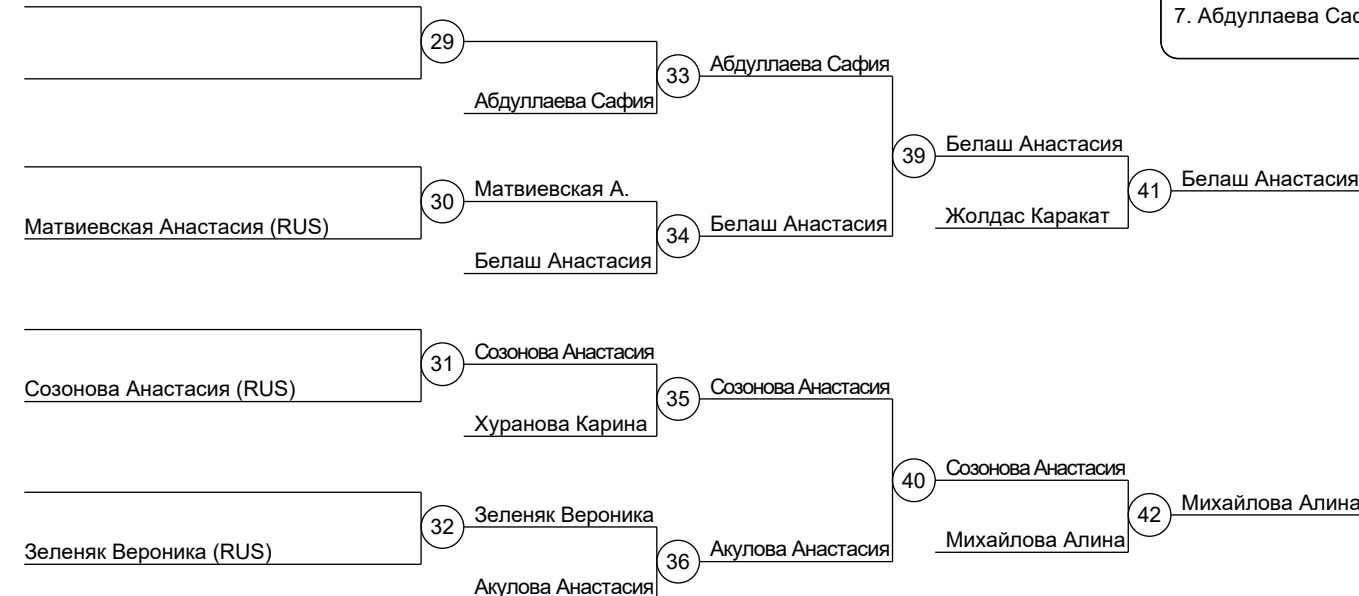 7. Абдуллаева
29
Абдуллаева Сафия
33
Абдуллаева Сафия
Матвиевская Анастасия (RUS)
30
Матвиевская А.
Белаш Анастасия
34
Белаш Анастасия
39
Белаш Анастасия
Жолдас Каракат
41
Белаш Анастасия
Созонова Анастасия (RUS)
31
Созонова Анастасия
Хуранова Карина
35
Созонова Анастасия
Зеленяк Вероника (RUS)
32
Зеленяк Вероника
Акулова Анастасия
36
Акулова Анастасия
40
Созонова Анастасия
Михайлова Алина
42
Михайлова Алина